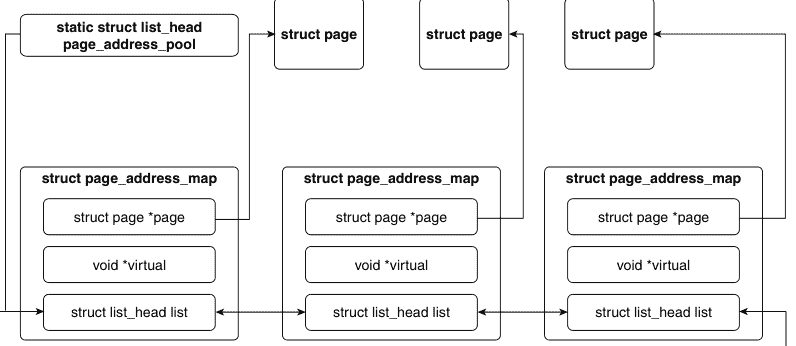 static struct list_head
page_address_pool
struct page
struct page
struct page
struct page_address_map
struct page *page
void *virtual
struct list_head list
struct page_address_map
struct page *page
void *virtual
struct list_head list
struct page_address_map
struct page *page
void *virtual
struct list_head list